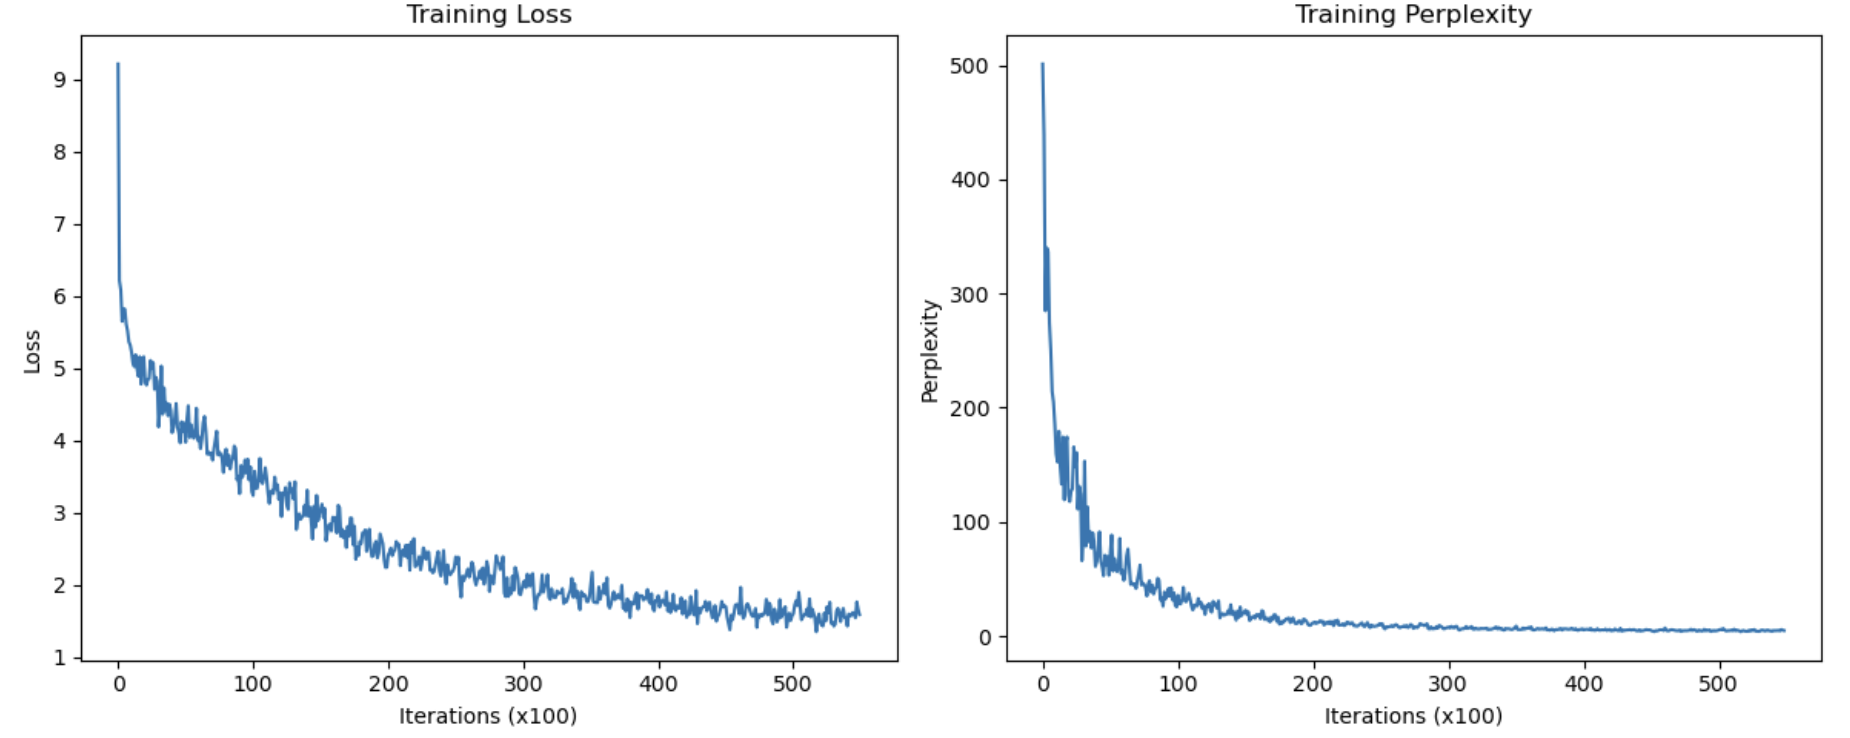 Training Loss
9
8
7
6
5
4
3
2
1
Loss
0 100 200 300 400 500
Iterations (x100)
Training Perplexity
500
400
300
200
100
0
Perplexity
0 100 200 300 400 500
Iterations (x100)